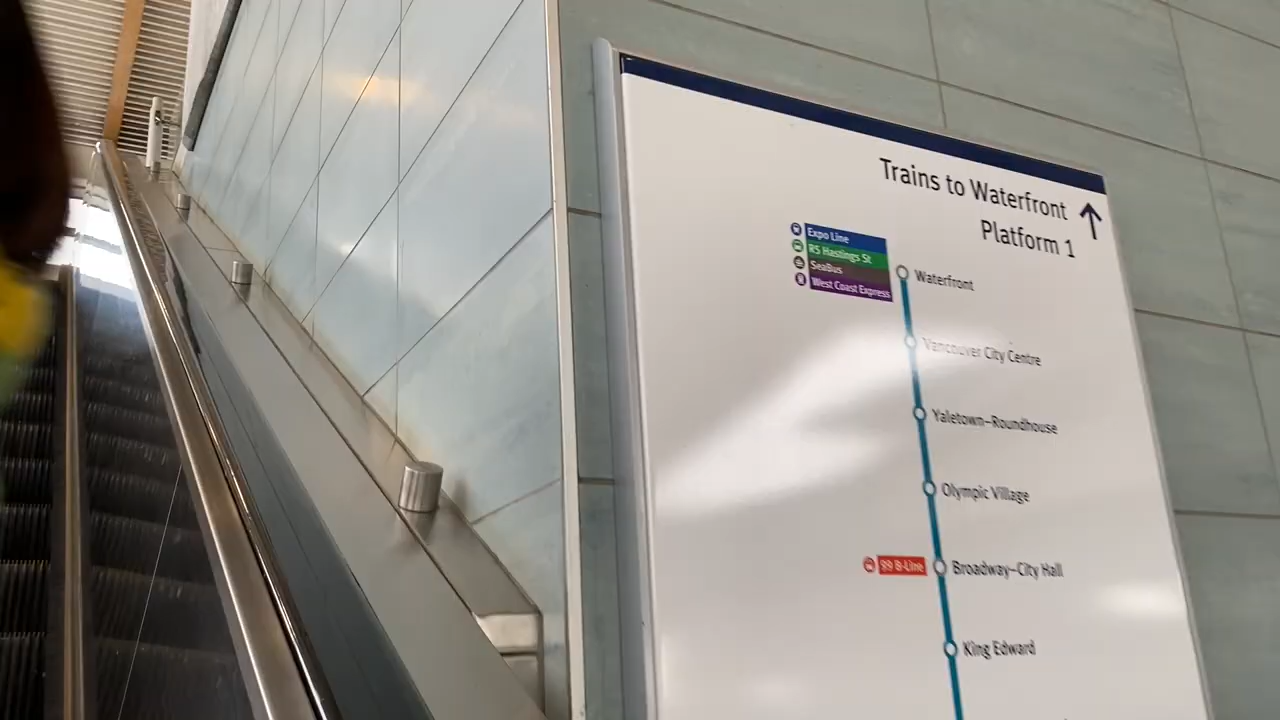 Trains to Waterfront
Platform 1
Expo Line
R5 Hastings St
SeaBus
West Coast Express
Waterfront
Vancouver City Centre
Yaletown–Roundhouse
Olympic Village
99 B-Line
Broadway–City Hall
King Edward